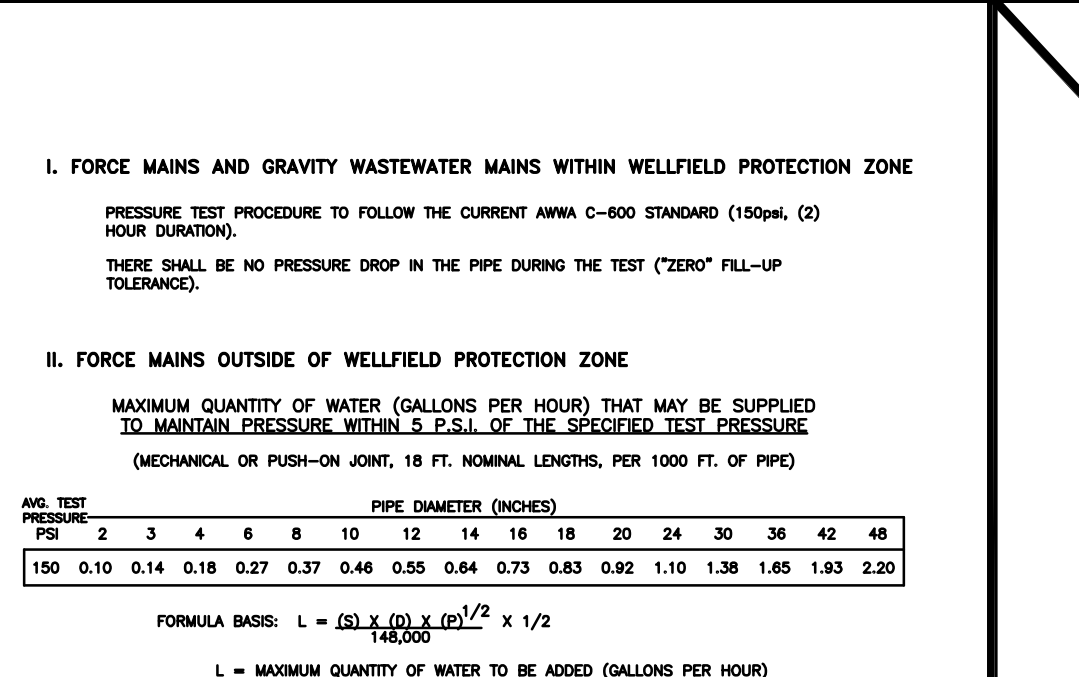 I. FORCE MAINS AND GRAVITY WASTEWATER MAINS WITHIN WELLFIELD PROTECTION ZONE
PRESSURE TEST PROCEDURE TO FOLLOW THE CURRENT AWWA C-600 STANDARD (150psi, (2)
HOUR DURATION).
THERE SHALL BE NO PRESSURE DROP IN THE PIPE DURING THE TEST ("ZERO" FILL-UP
TOLERANCE).
II. FORCE MAINS OUTSIDE OF WELLFIELD PROTECTION ZONE
MAXIMUM QUANTITY OF WATER (GALLONS PER HOUR) THAT MAY BE SUPPLIED
TO MAINTAIN PRESSURE WITHIN 5 P.S.I. OF THE SPECIFIED TEST PRESSURE
(MECHANICAL OR PUSH-ON JOINT, 18 FT. NOMINAL LENGTHS, PER 1000 FT. OF PIPE)
AVG. TEST
PRESSURE
PIPE DIAMETER (INCHES)
PSI 2 3 4 6 8 10 12 14 16 18 20 24 30 36 42 48
150 0.10 0.14 0.18 0.27 0.37 0.46 0.55 0.64 0.73 0.83 0.92 1.10 1.38 1.65 1.93 2.20
FORMULA BASIS: L = (S) X (D) X (P)1/2 X 1/2
148,000
L = MAXIMUM QUANTITY OF WATER TO BE ADDED (GALLONS PER HOUR)